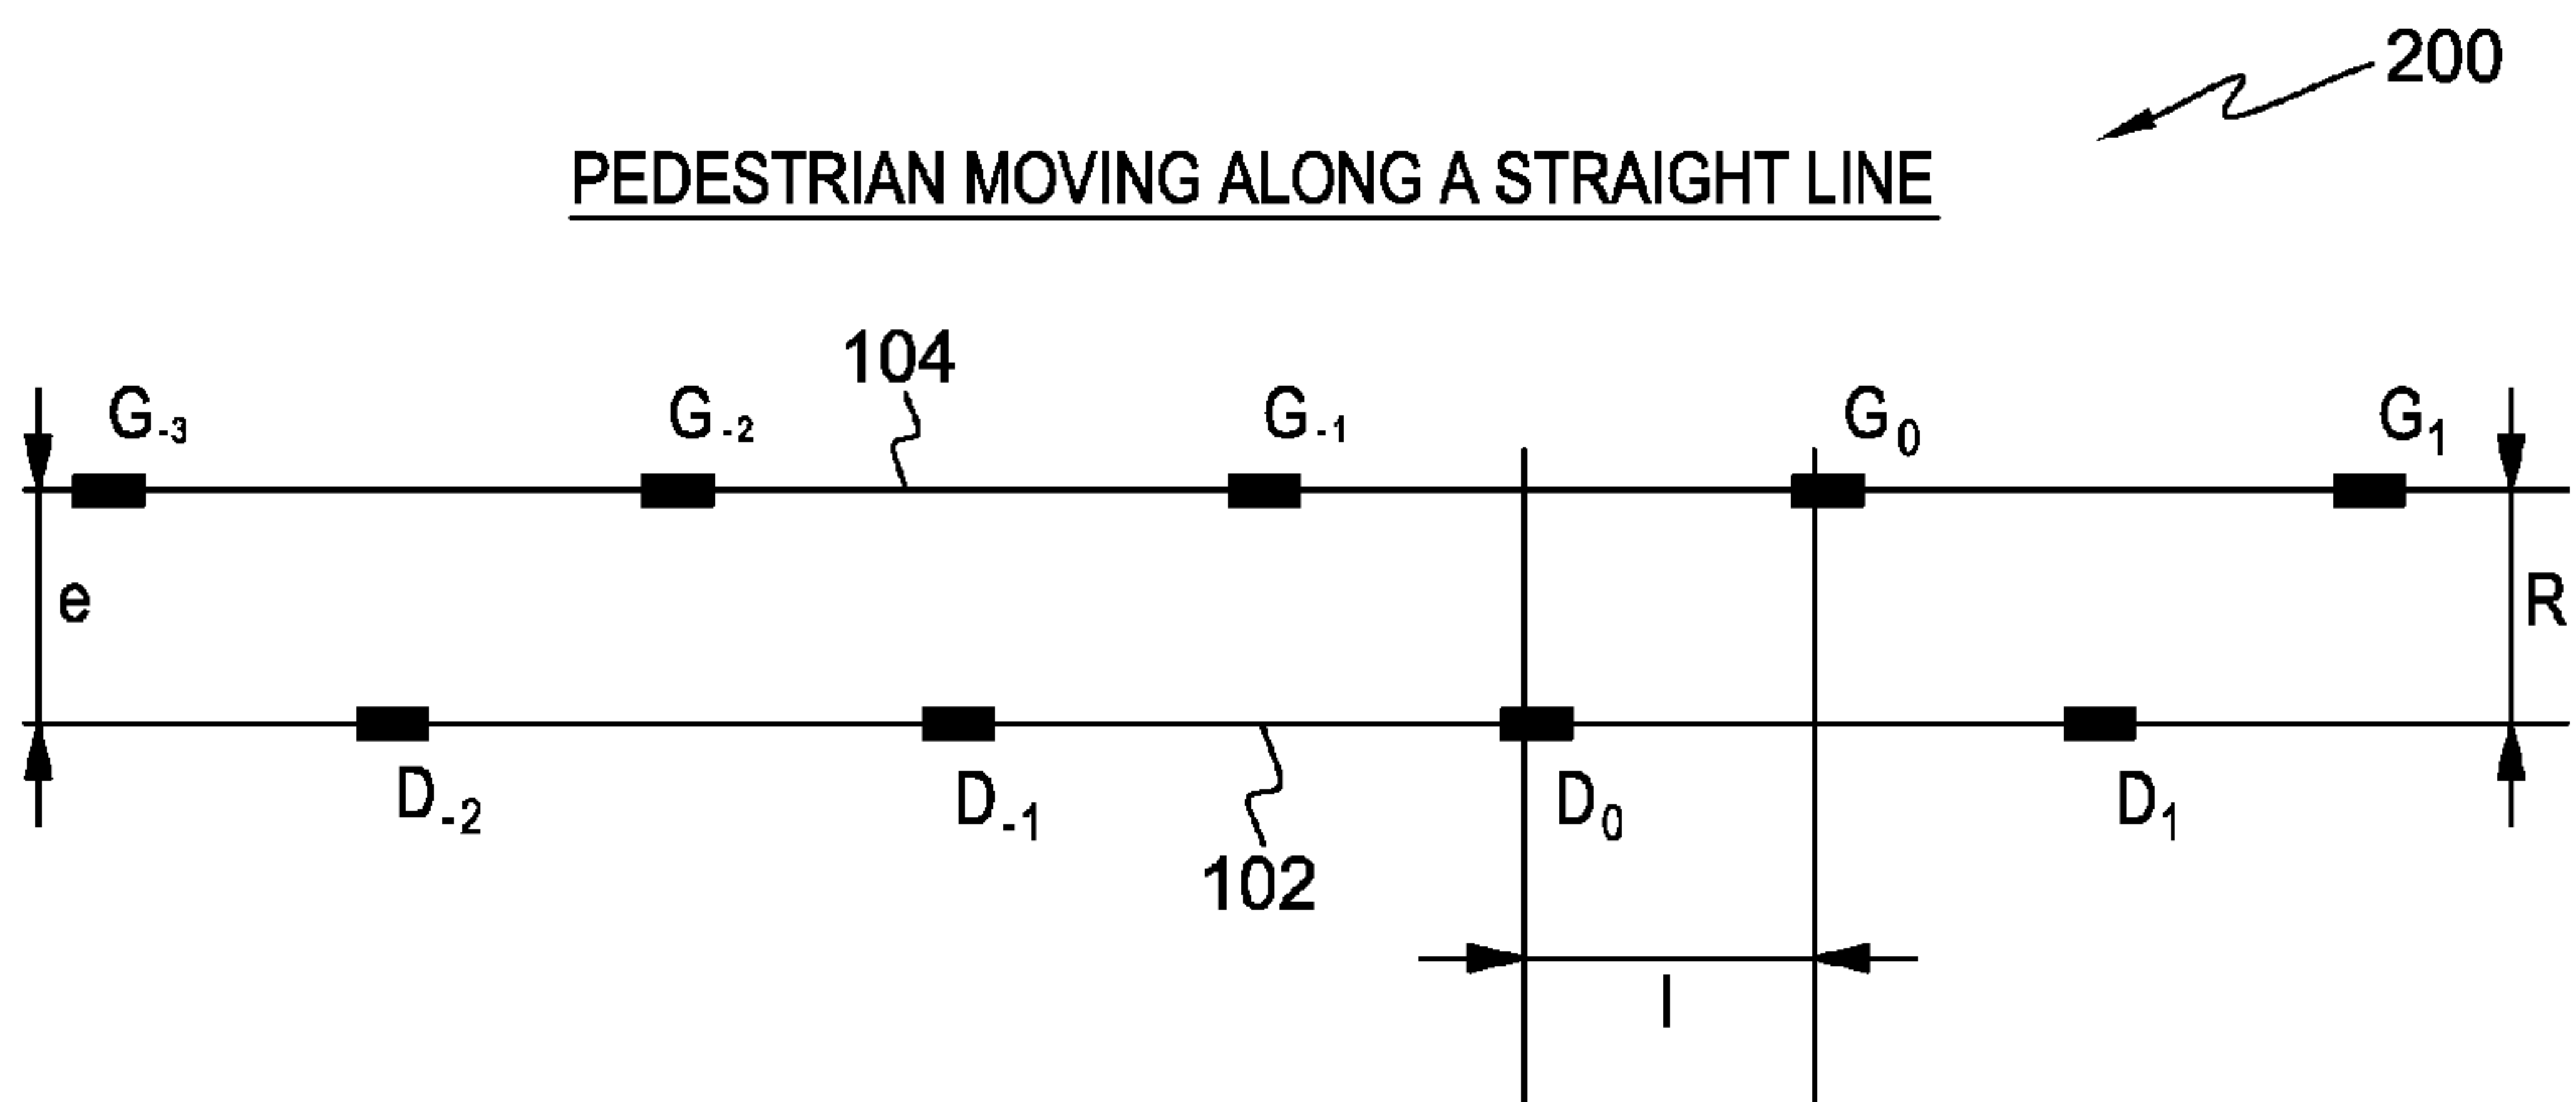 200
PEDESTRIAN MOVING ALONG A STRAIGHT LINE
104
G-3 G-2 G-1 G0 G1
e R
D-2 D-1 D0 D1
102
l